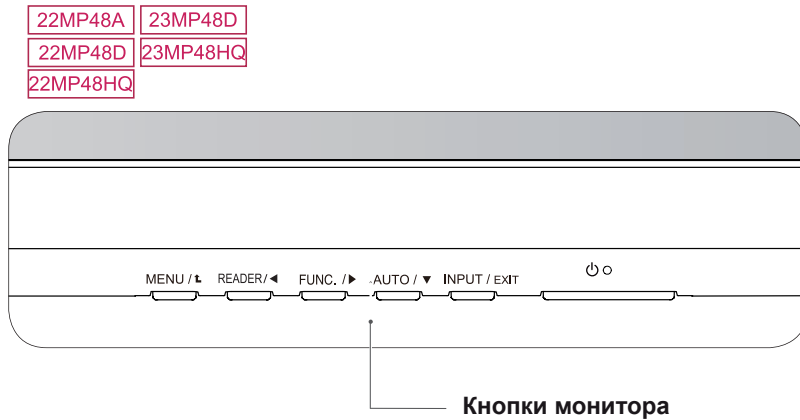 22MP48A 23MP48D
22MP48D 23MP48HQ
22MP48HQ
MENU / ⮤ READER/◀ FUNC. /▶ AUTO / ▼ INPUT / EXIT ⏻
Кнопки монитора